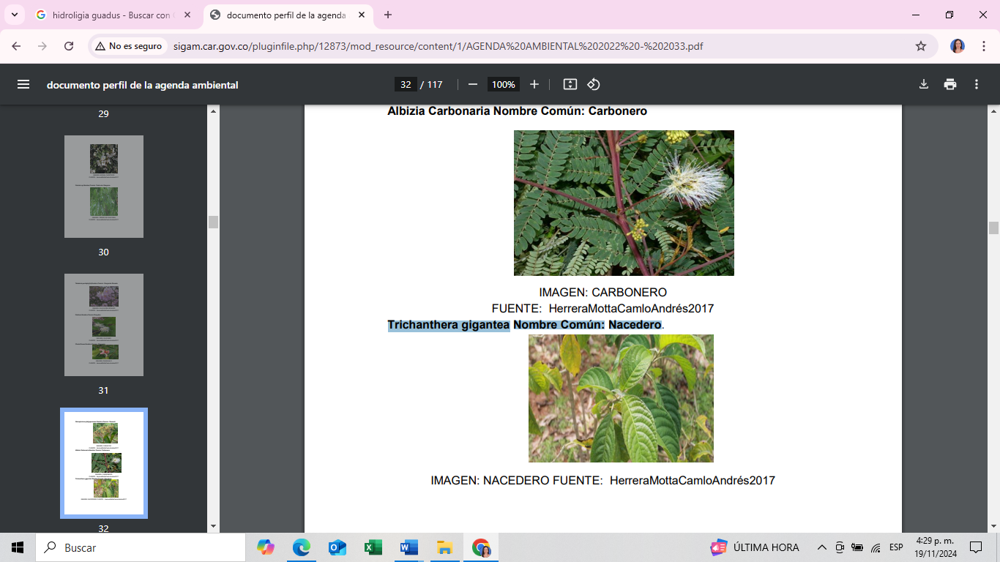 hidroligia guadus - Buscar con
documento perfil de la agenda
No es seguro
sigam.car.gov.co/pluginfile.php/12873/mod_resource/content/1/AGENDA%20AMBIENTAL%202022%20-%202033.pdf
documento perfil de la agenda ambiental
32 / 117
100%
29
30
31
32
Albizia Carbonaria Nombre Común: Carbonero
IMAGEN: CARBONERO
FUENTE: HerreraMottaCamloAndrés2017
Trichanthera gigantea Nombre Común: Nacedero.
IMAGEN: NACEDERO FUENTE: HerreraMottaCamloAndrés2017
Buscar
ÚLTIMA HORA
ESP
4:29 p. m.
19/11/2024